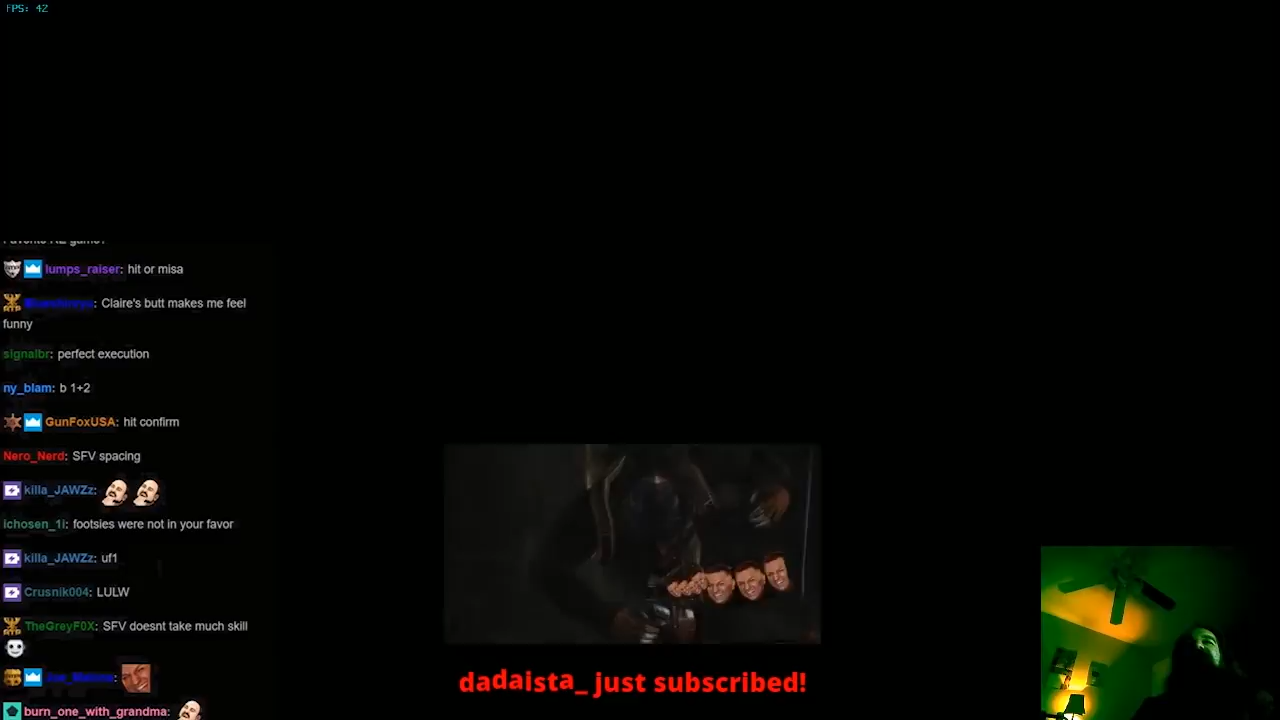 FPS: 42
lumps_raiser: hit or misa
: Claire's butt makes me feel
funny
signalbr: perfect execution
ny_blam: b 1+2
GunFoxUSA: hit confirm
Nero_Nerd: SFV spacing
killa_JAWZz:
ichosen_1i: footsies were not in your favor
killa_JAWZz: uf1
Crusnik004: LULW
TheGreyF0X: SFV doesnt take much skill
burn_one_with_grandma:
dadaista_ just subscribed!